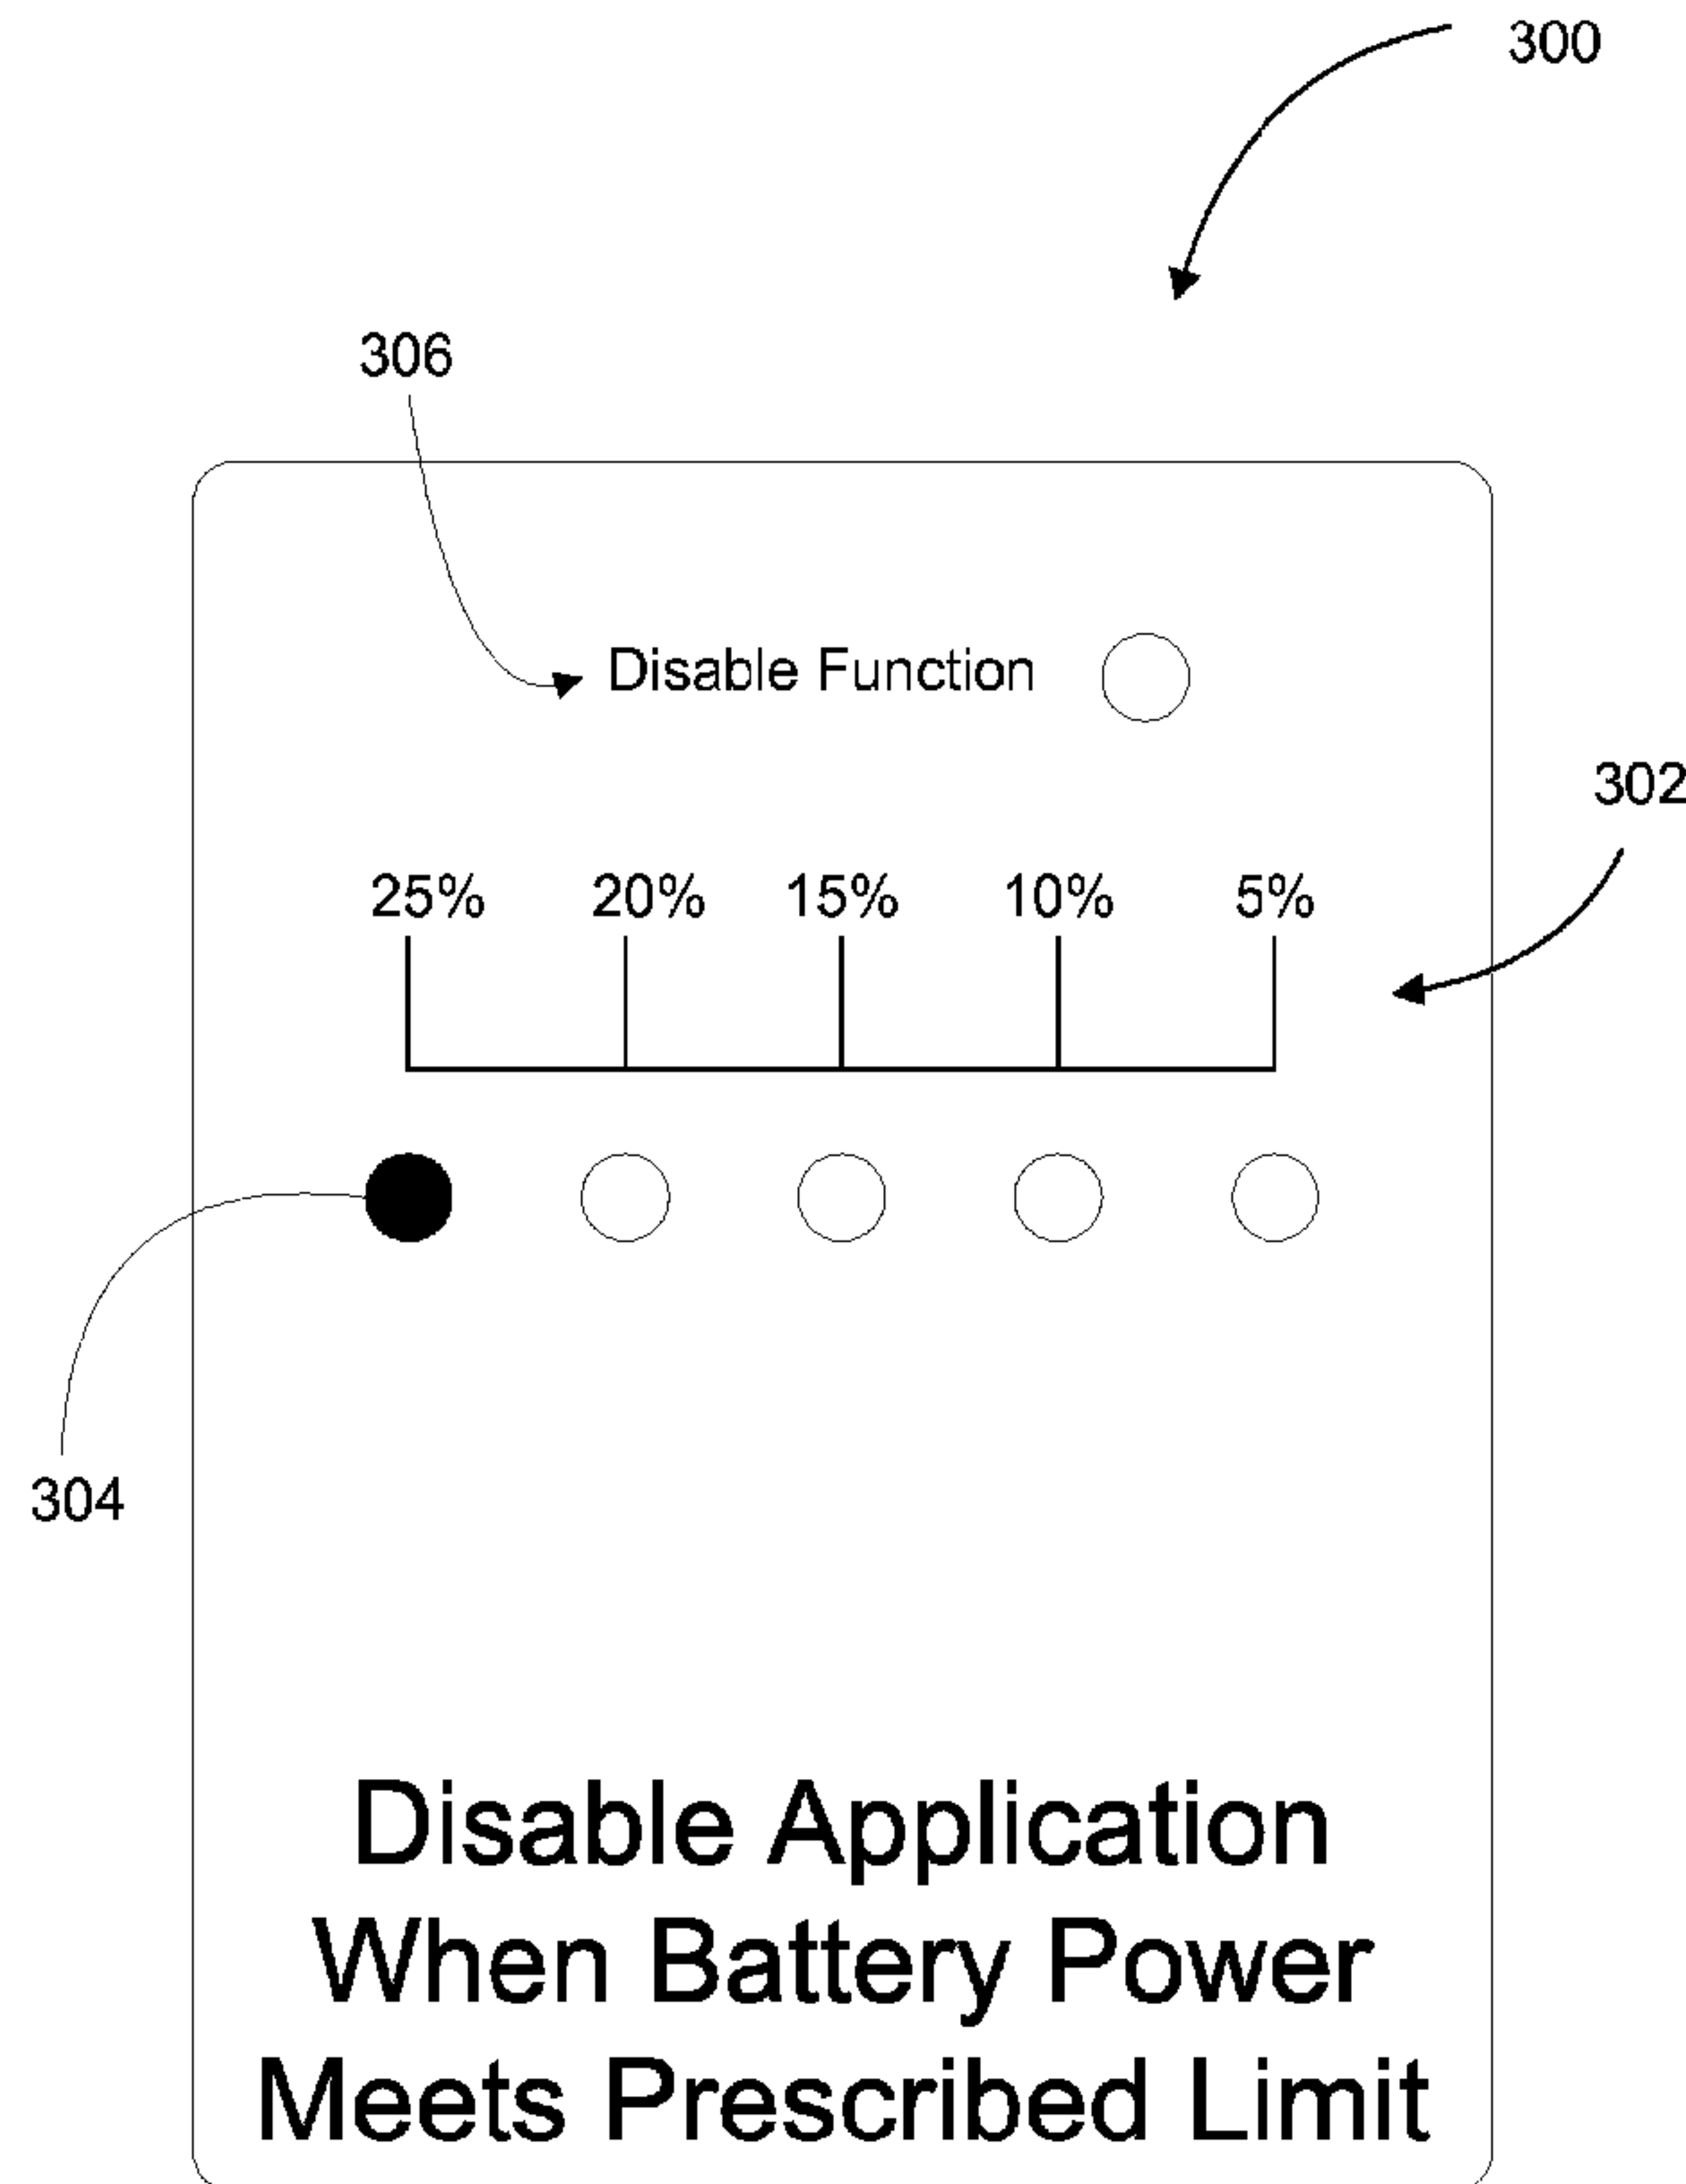 300
306
Disable Function
302
25% 20% 15% 10% 5%
304
Disable Application
When Battery Power
Meets Prescribed Limit